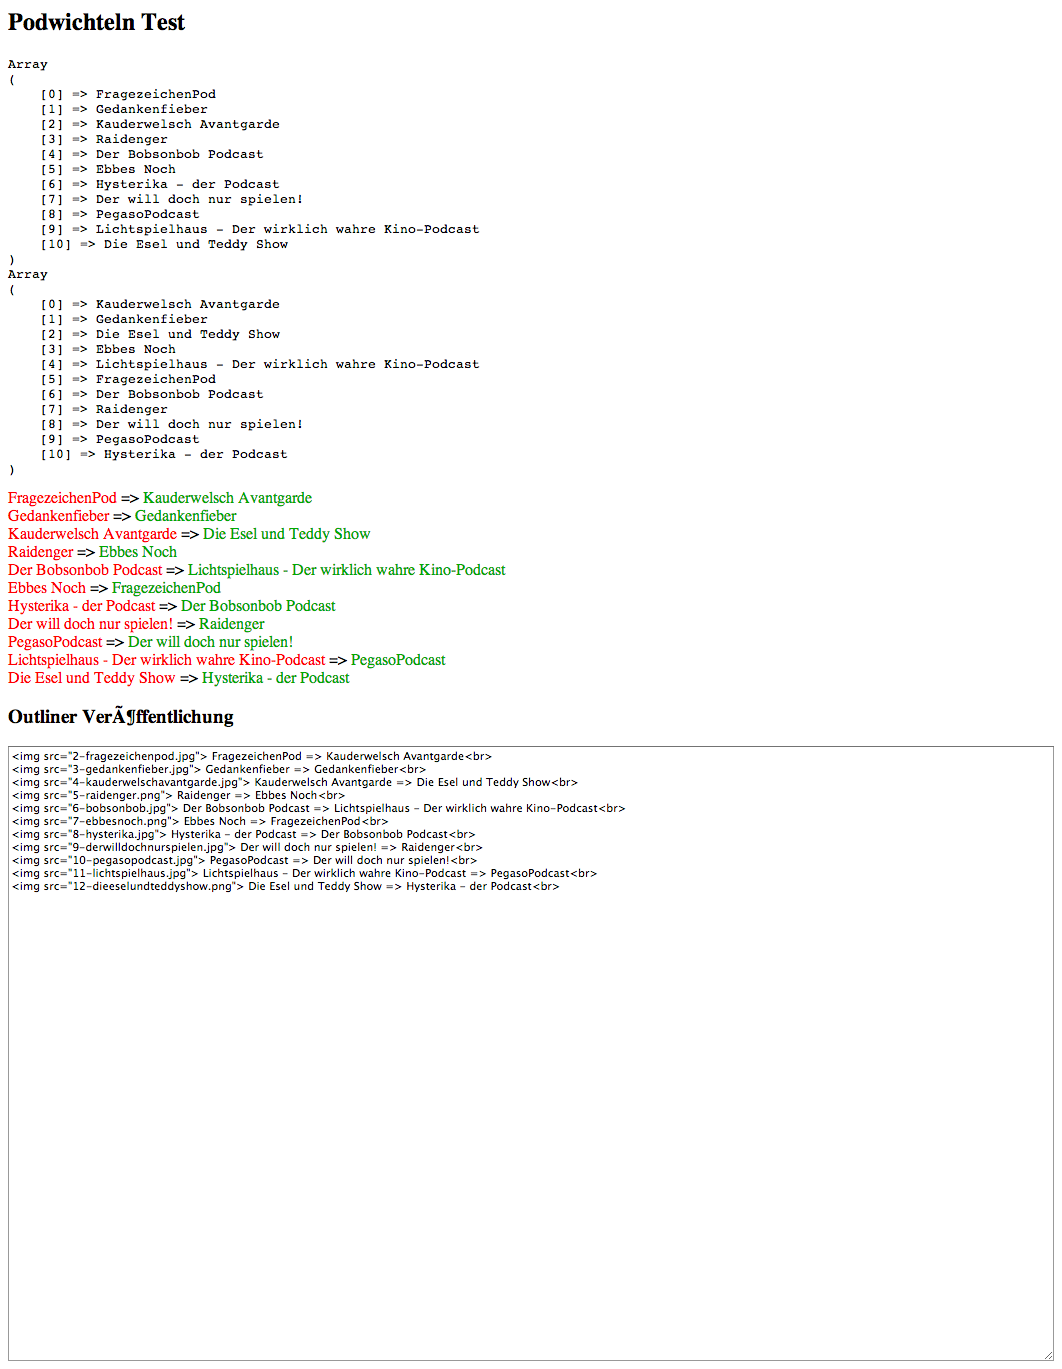 Podwichteln Test
Array
(
    [0] => FragezeichenPod
    [1] => Gedankenfieber
    [2] => Kauderwelsch Avantgarde
    [3] => Raidenger
    [4] => Der Bobsonbob Podcast
    [5] => Ebbes Noch
    [6] => Hysterika - der Podcast
    [7] => Der will doch nur spielen!
    [8] => PegasoPodcast
    [9] => Lichtspielhaus - Der wirklich wahre Kino-Podcast
    [10] => Die Esel und Teddy Show
)
Array
(
    [0] => Kauderwelsch Avantgarde
    [1] => Gedankenfieber
    [2] => Die Esel und Teddy Show
    [3] => Ebbes Noch
    [4] => Lichtspielhaus - Der wirklich wahre Kino-Podcast
    [5] => FragezeichenPod
    [6] => Der Bobsonbob Podcast
    [7] => Raidenger
    [8] => Der will doch nur spielen!
    [9] => PegasoPodcast
    [10] => Hysterika - der Podcast
)
FragezeichenPod => Kauderwelsch Avantgarde
Gedankenfieber => Gedankenfieber
Kauderwelsch Avantgarde => Die Esel und Teddy Show
Raidenger => Ebbes Noch
Der Bobsonbob Podcast => Lichtspielhaus - Der wirklich wahre Kino-Podcast
Ebbes Noch => FragezeichenPod
Hysterika - der Podcast => Der Bobsonbob Podcast
Der will doch nur spielen! => Raidenger
PegasoPodcast => Der will doch nur spielen!
Lichtspielhaus - Der wirklich wahre Kino-Podcast => PegasoPodcast
Die Esel und Teddy Show => Hysterika - der Podcast
Outliner VerÃ¶ffentlichung
<img src="2-fragezeichenpod.jpg"> FragezeichenPod => Kauderwelsch Avantgarde<br>
<img src="3-gedankenfieber.jpg"> Gedankenfieber => Gedankenfieber<br>
<img src="4-kauderwelschavantgarde.jpg"> Kauderwelsch Avantgarde => Die Esel und Teddy Show<br>
<img src="5-raidenger.png"> Raidenger => Ebbes Noch<br>
<img src="6-bobsonbob.jpg"> Der Bobsonbob Podcast => Lichtspielhaus - Der wirklich wahre Kino-Podcast<br>
<img src="7-ebbesnoch.png"> Ebbes Noch => FragezeichenPod<br>
<img src="8-hysterika.jpg"> Hysterika - der Podcast => Der Bobsonbob Podcast<br>
<img src="9-derwilldochnurspielen.jpg"> Der will doch nur spielen! => Raidenger<br>
<img src="10-pegasopodcast.jpg"> PegasoPodcast => Der will doch nur spielen!<br>
<img src="11-lichtspielhaus.jpg"> Lichtspielhaus - Der wirklich wahre Kino-Podcast => PegasoPodcast<br>
<img src="12-dieeselundteddyshow.png"> Die Esel und Teddy Show => Hysterika - der Podcast<br>